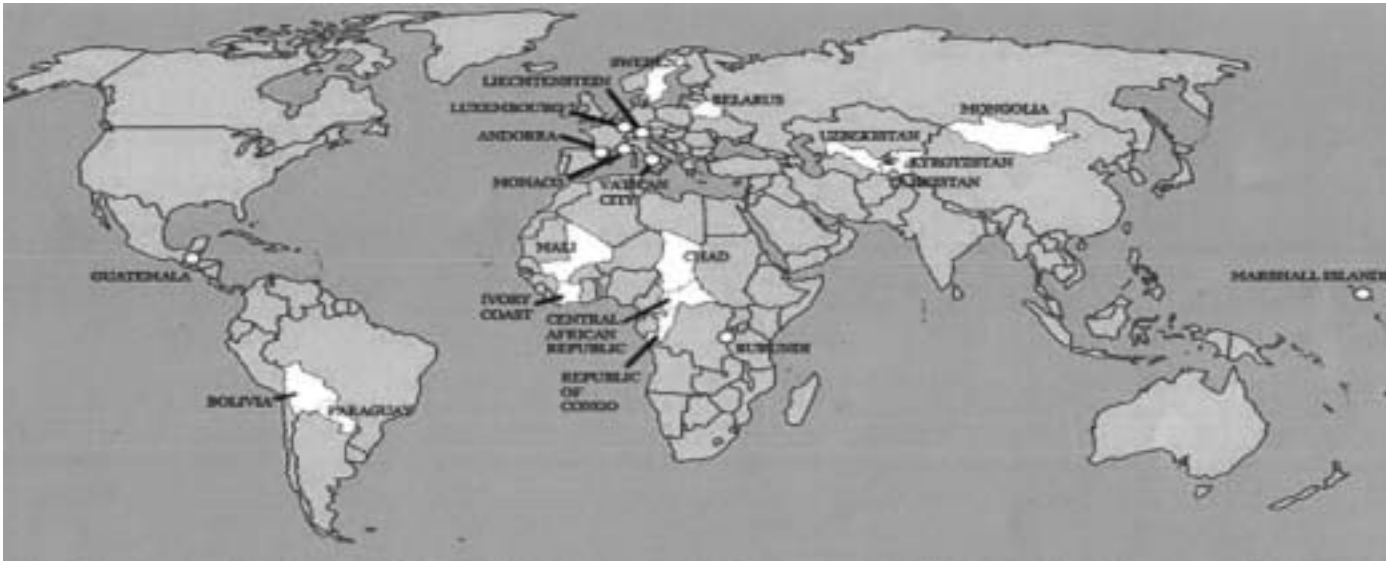 SWEDEN
LIECHTENSTEIN
LUXEMBOURG
BELARUS
MONGOLIA
ANDORRA
UZBEKISTAN
KYRGYZSTAN
MONACO
VATICAN
CITY
MALI
CHAD
GUATEMALA
MARSHALL ISLANDS
IVORY
COAST
CENTRAL
AFRICAN
REPUBLIC
BURUNDI
REPUBLIC
OF
CONGO
BOLIVIA
PARAGUAY